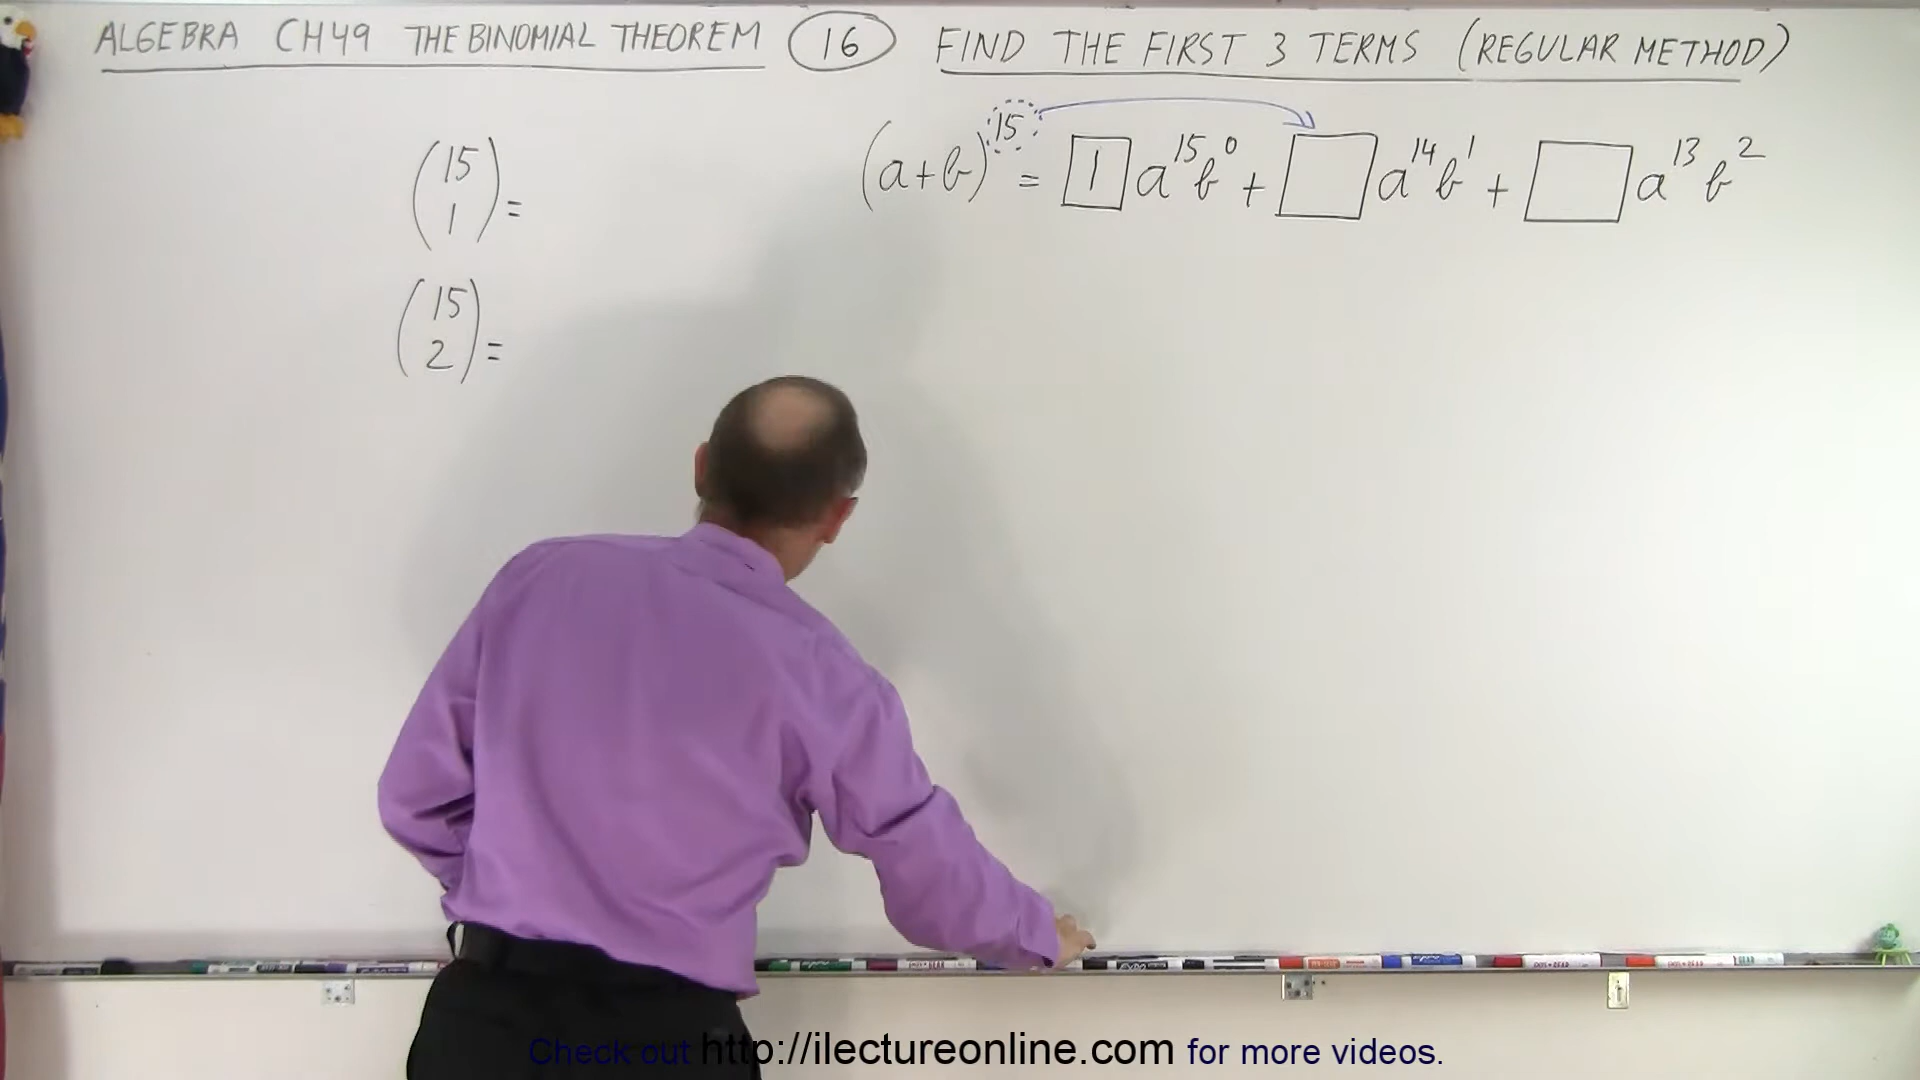 ALGEBRA CH49 THE BINOMIAL THEOREM 16 FIND THE FIRST 3 TERMS (REGULAR METHOD)
(a+b)^15 = 1 a^15 b^0 + □ a^14 b^1 + □ a^13 b^2
(15 1) =
(15 2) =
Check out http://ilectureonline.com for more videos.